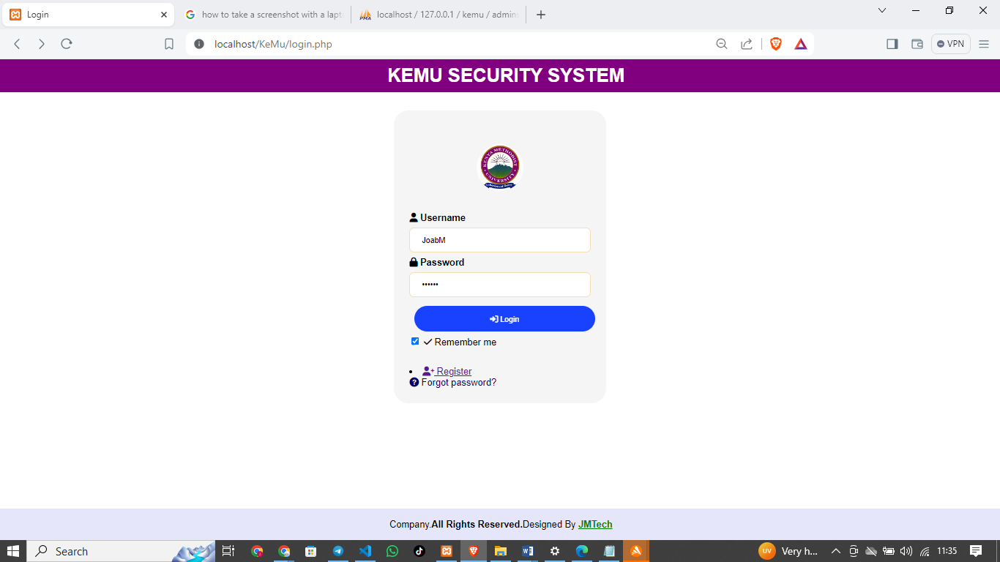 Login
how to take a screenshot with a lapt
localhost / 127.0.0.1 / kemu / admins
localhost/KeMu/login.php
VPN
KEMU SECURITY SYSTEM
KENYA METHODIST UNIVERSITY
Username
JoabM
Password
••••••
Login
Remember me
Register
Forgot password?
Company.All Rights Reserved.Designed By JMTech
Search
UV
Very h...
11:35